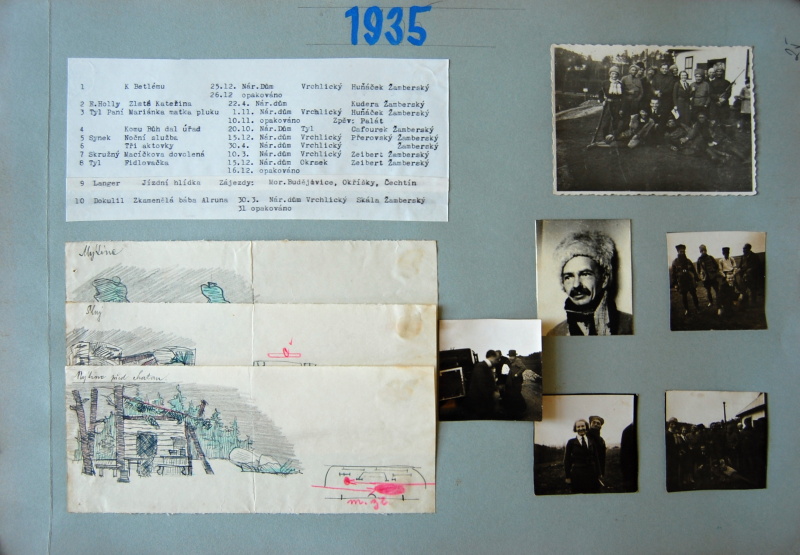 1935
1 K Betlému 25.12. Nár.Dům Vrchlický Huňáček Žamberský
26.12 opakováno
2 R.Holly Zlatá Kateřina 22.4. Nár.dům Kudera Žamberský
3 Tyl Paní Mariánka matka pluku 1.11. Nár.dům Vrchlický Huňáček Žamberský
10.11. opakováno Zpěv: Palát
4 Komu Bůh dal úřad 20.10. Nár.Dům Tyl Cafourek Žamberský
5 Synek Noční služba 15.12. Nár.dům Vrchlický Přerovský Žamberský
6 Tři aktovky 30.4. Nár.dům Vrchlický Žamberský
7 Skružný Macíčkova dovolená 10.3. Nár.dům Vrchlický Zeibert Žamberský
8 Tyl Fidlovačka 15.12. Nár.dům Okrsek Zeibert Žamberský
16.12. opakováno
9 Langer Jízdní hlídka Zájezdy: Mor.Budějovice, Okříšky, Čechtín
10 Dokulil Zkamenělá bába Alruna 30.3. Nár.dům Vrchlický Skála Žamberský
31 opakováno
Mýtina
Mýtina před chatou